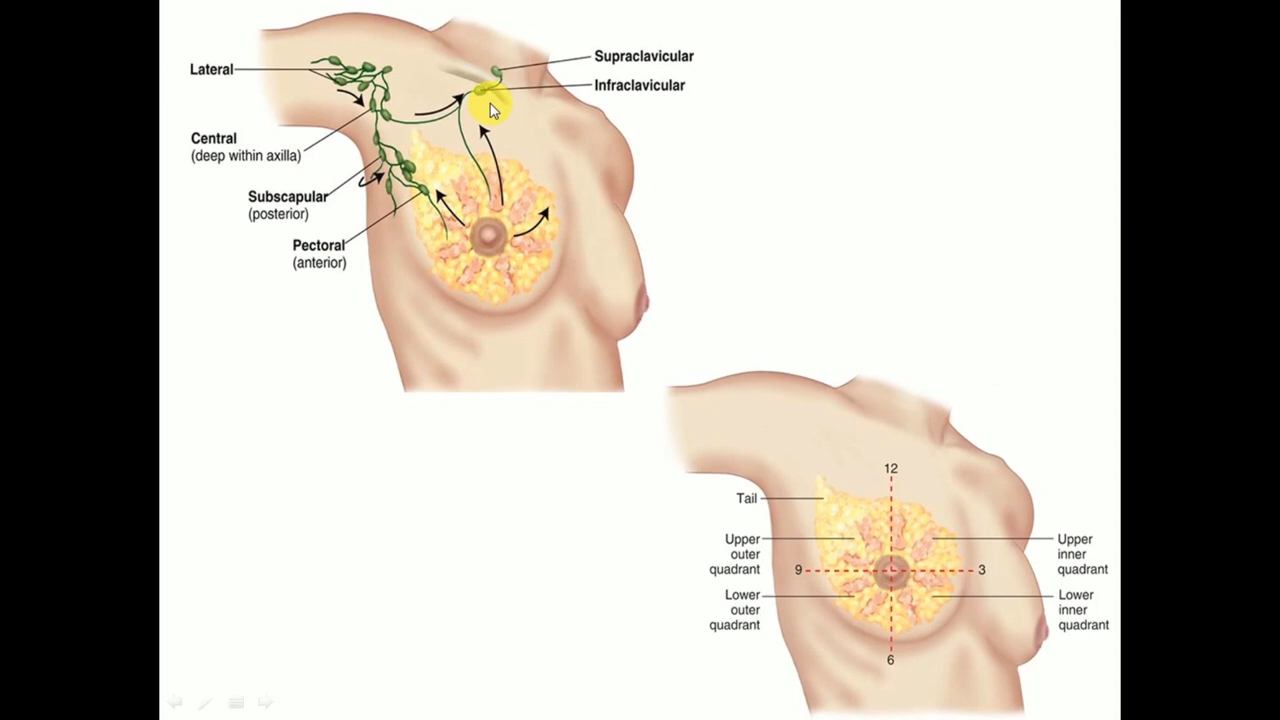 Supraclavicular
Lateral
Infraclavicular
Central
(deep within axilla)
Subscapular
(posterior)
Pectoral
(anterior)
12
Tail
Upper
outer
quadrant
Upper
inner
quadrant
9
3
Lower
outer
quadrant
Lower
inner
quadrant
6